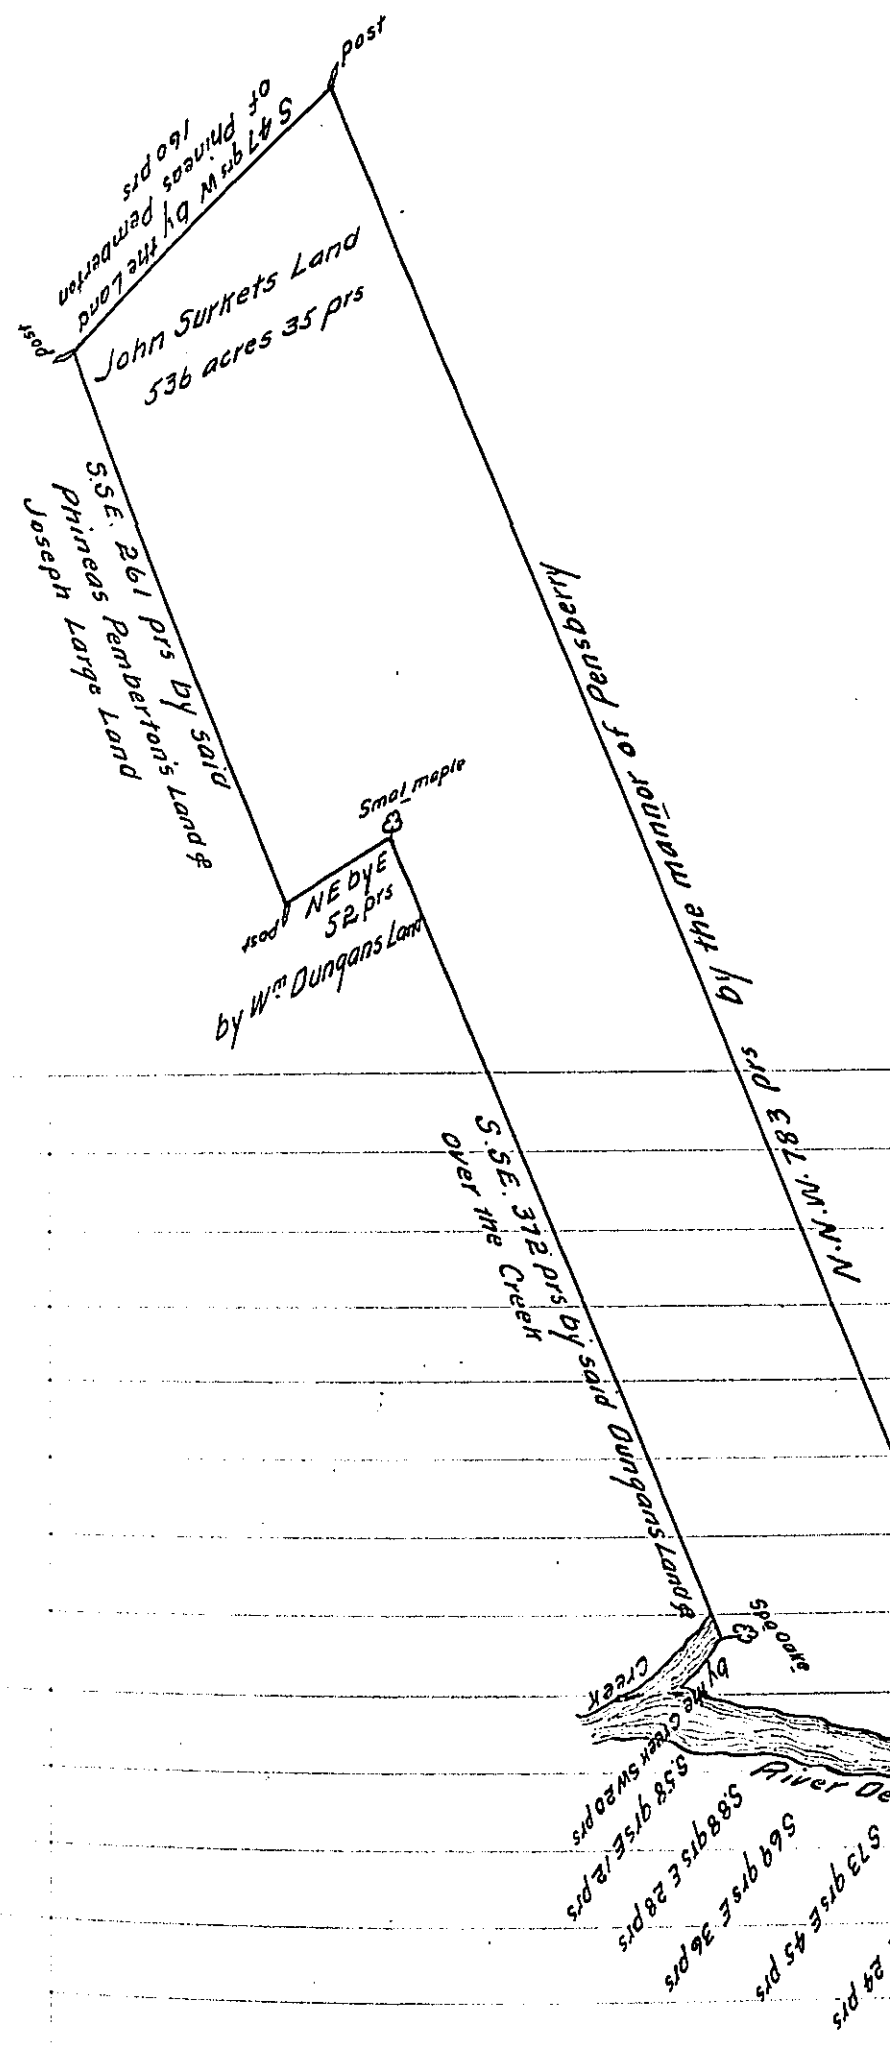 post
S 47 grs W by the Land
of Phineas Pemberton
160 prs
post
John Surkets Land
536 acres 35 prs
S.S.E. 261 prs by said
Phineas Pemberton's Land &
Joseph Large Land
by the mannor of Pensberry
N.N.W. 783 prs
Smal maple
NE by E
52 prs
post
by Wm Dungans Land
S.S.E. 372 prs by said Dungans Land &
over the Creek
Spa Oake
Creek
by the Creek SW 20 prs
River De
S 58 grs E 12 prs
S 88 grs E 28 prs
S 69 grs E 36 prs
S 73 grs E 45 prs
24 prs